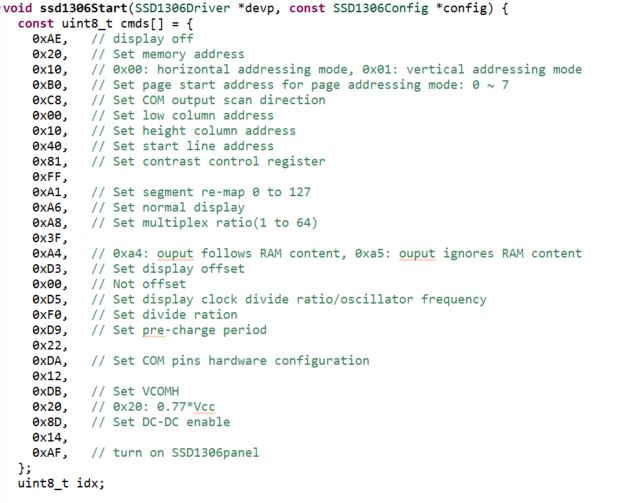 void ssd1306Start(SSD1306Driver *devp, const SSD1306Config *config) {
const uint8_t cmds[] = {
0xAE, // display off
0x20, // Set memory address
0x10, // 0x00: horizontal addressing mode, 0x01: vertical addressing mode
0xB0, // Set page start address for page addressing mode: 0 ~ 7
0xC8, // Set COM output scan direction
0x00, // Set low column address
0x10, // Set height column address
0x40, // Set start line address
0x81, // Set contrast control register
0xFF,
0xA1, // Set segment re-map 0 to 127
0xA6, // Set normal display
0xA8, // Set multiplex ratio(1 to 64)
0x3F,
0xA4, // 0xa4: ouput follows RAM content, 0xa5: ouput ignores RAM content
0xD3, // Set display offset
0x00, // Not offset
0xD5, // Set display clock divide ratio/oscillator frequency
0xF0, // Set divide ration
0xD9, // Set pre-charge period
0x22,
0xDA, // Set COM pins hardware configuration
0x12,
0xDB, // Set VCOMH
0x20, // 0x20: 0.77*Vcc
0x8D, // Set DC-DC enable
0x14,
0xAF, // turn on SSD1306panel
};
uint8_t idx;